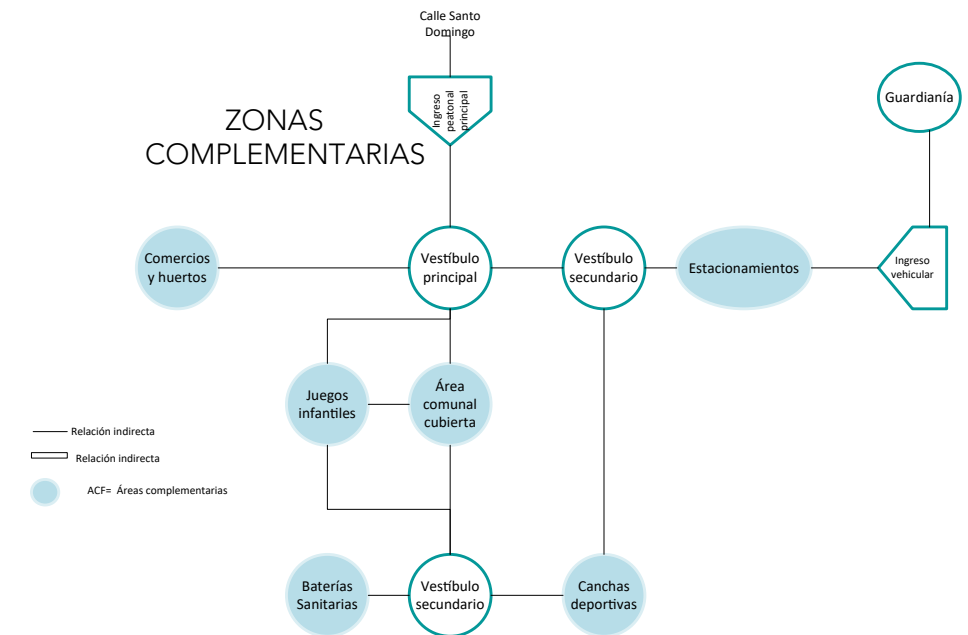 Calle Santo
Domingo
Ingreso
peatonal
principal
Guardianía
ZONAS
COMPLEMENTARIAS
Comercios
y huertos
Vestíbulo
principal
Vestíbulo
secundario
Estacionamientos
Ingreso
vehicular
Juegos
infantiles
Área
comunal
cubierta
Relación indirecta
Relación indirecta
ACF= Áreas complementarias
Baterías
Sanitarias
Vestíbulo
secundario
Canchas
deportivas